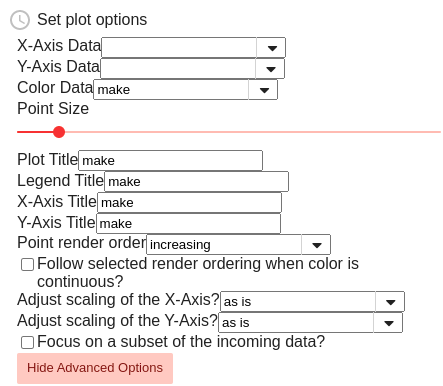 Set plot options
X-Axis Data
Y-Axis Data
Color Data make
Point Size
Plot Title make
Legend Title make
X-Axis Title make
Y-Axis Title make
Point render order increasing
Follow selected render ordering when color is
continuous?
Adjust scaling of the X-Axis? as is
Adjust scaling of the Y-Axis? as is
Focus on a subset of the incoming data?
Hide Advanced Options